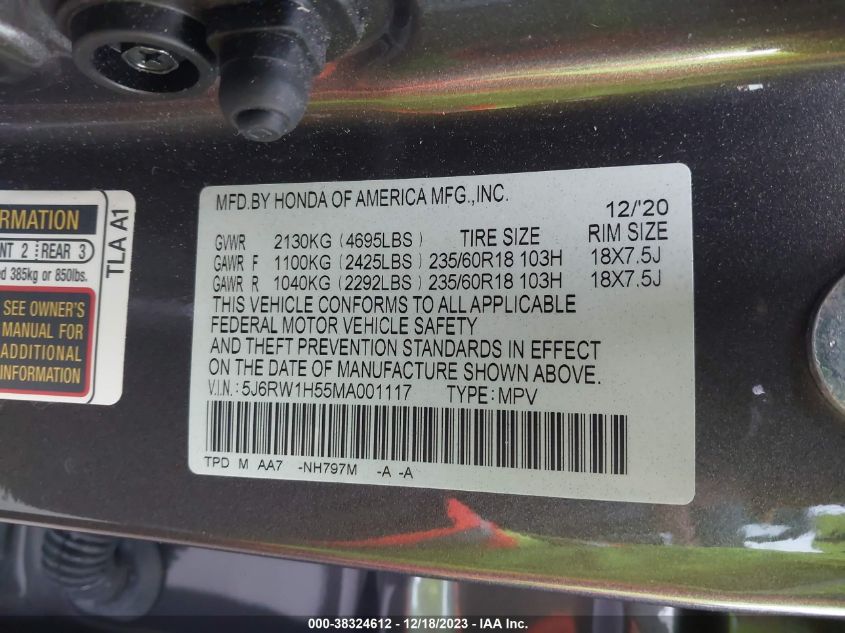 MFD.BY HONDA OF AMERICA MFG.,INC.
12/'20
GVWR 2130KG (4695LBS) TIRE SIZE RIM SIZE
GAWR F 1100KG (2425LBS) 235/60R18 103H 18X7.5J
GAWR R 1040KG (2292LBS) 235/60R18 103H 18X7.5J
THIS VEHICLE CONFORMS TO ALL APPLICABLE
FEDERAL MOTOR VEHICLE SAFETY
AND THEFT PREVENTION STANDARDS IN EFFECT
ON THE DATE OF MANUFACTURE SHOWN ABOVE.
V.I.N.: 5J6RW1H55MA001117 TYPE: MPV
TPD M AA7 -NH797M -A -A
2 REAR 3
385kg or 850lbs.
SEE OWNER'S
MANUAL FOR
ADDITIONAL
INFORMATION
TLA A1
000-38324612 - 12/18/2023 - IAA Inc.